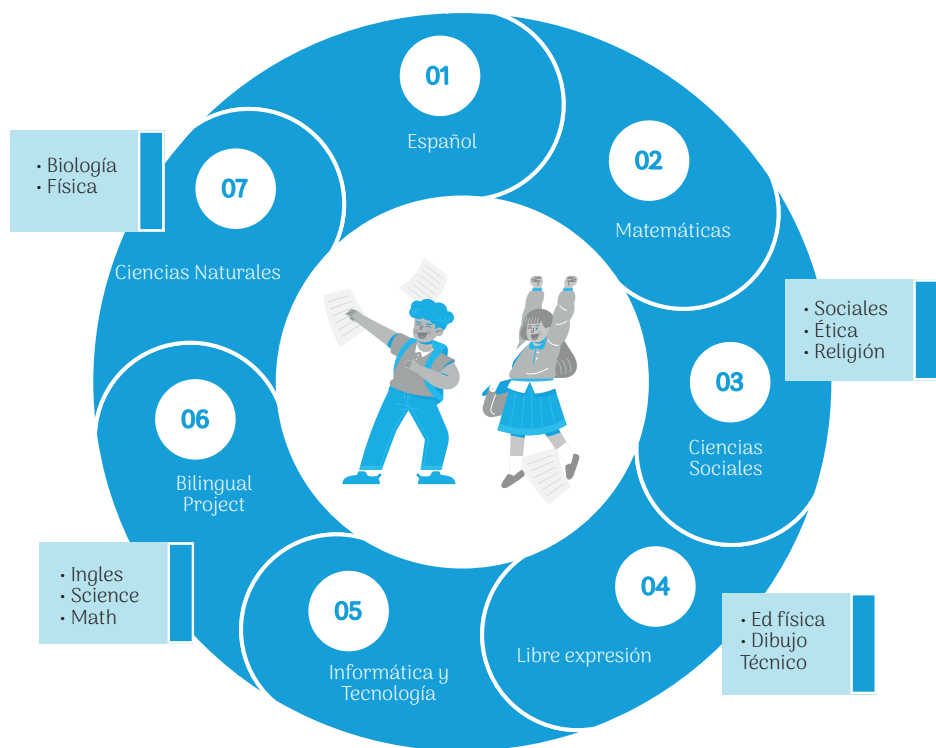 01
Español
02
Matemáticas
• Sociales
• Ética
• Religión
03
Ciencias
Sociales
04
Libre expresión
• Ed física
• Dibujo
Técnico
05
Informática y
Tecnología
06
Bilingual
Project
• Ingles
• Science
• Math
07
Ciencias Naturales
• Biología
• Física